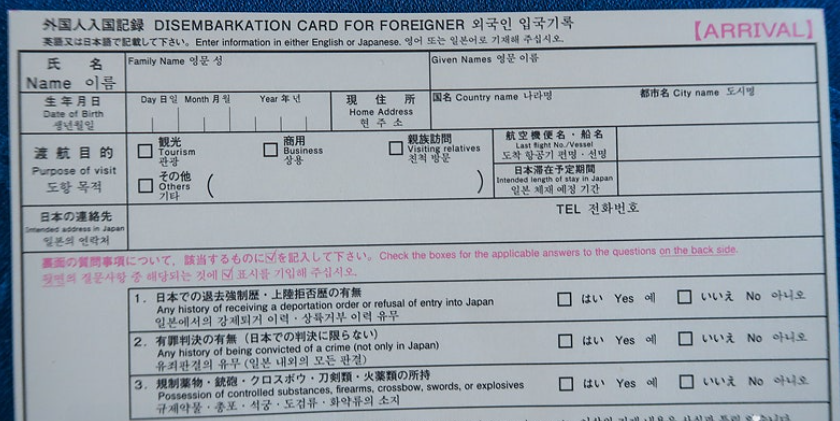 外国人入国記録 DISEMBARKATION CARD FOR FOREIGNER 외국인 입국기록
【ARRIVAL】
英語又は日本語で記載して下さい。Enter information in either English or Japanese. 영어 또는 일본어로 기재해 주십시오.
氏 名
Name 이름
Family Name 영문 성
Given Names 영문 이름
生年月日
Date of Birth
생년월일
Day 日 일 Month 月 월 Year 年 년
現住所
Home Address
현 주 소
国名 Country name 나라명
都市名 City name 도시명
渡航目的
Purpose of visit
도항 목적
観光
Tourism
관광
商用
Business
상용
親族訪問
Visiting relatives
친척 방문
その他
Others
기타
( )
航空機便名・船名
Last flight No./Vessel
도착 항공기 편명・선명
日本滞在予定期間
Intended length of stay in Japan
일본 체재 예정 기간
日本の連絡先
Intended address in Japan
일본의 연락처
TEL 전화번호
裏面の質問事項について、該当するものに☑を記入して下さい。Check the boxes for the applicable answers to the questions on the back side.
뒷면의 질문사항 중 해당되는 것에 ☑ 표시를 기입해 주십시오.
1. 日本での退去強制歴・上陸拒否歴の有無
Any history of receiving a deportation order or refusal of entry into Japan
일본에서의 강제퇴거 이력・상륙거부 이력 유무
□ はい Yes 예 □ いいえ No 아니오
2. 有罪判決の有無（日本での判決に限らない）
Any history of being convicted of a crime (not only in Japan)
유죄판결의 유무 (일본 내외의 모든 판결)
□ はい Yes 예 □ いいえ No 아니오
3. 規制薬物・銃砲・クロスボウ・刀剣類・火薬類の所持
Possession of controlled substances, firearms, crossbow, swords, or explosives
규제약물・총포・석궁・도검류・화약류의 소지
□ はい Yes 예 □ いいえ No 아니오